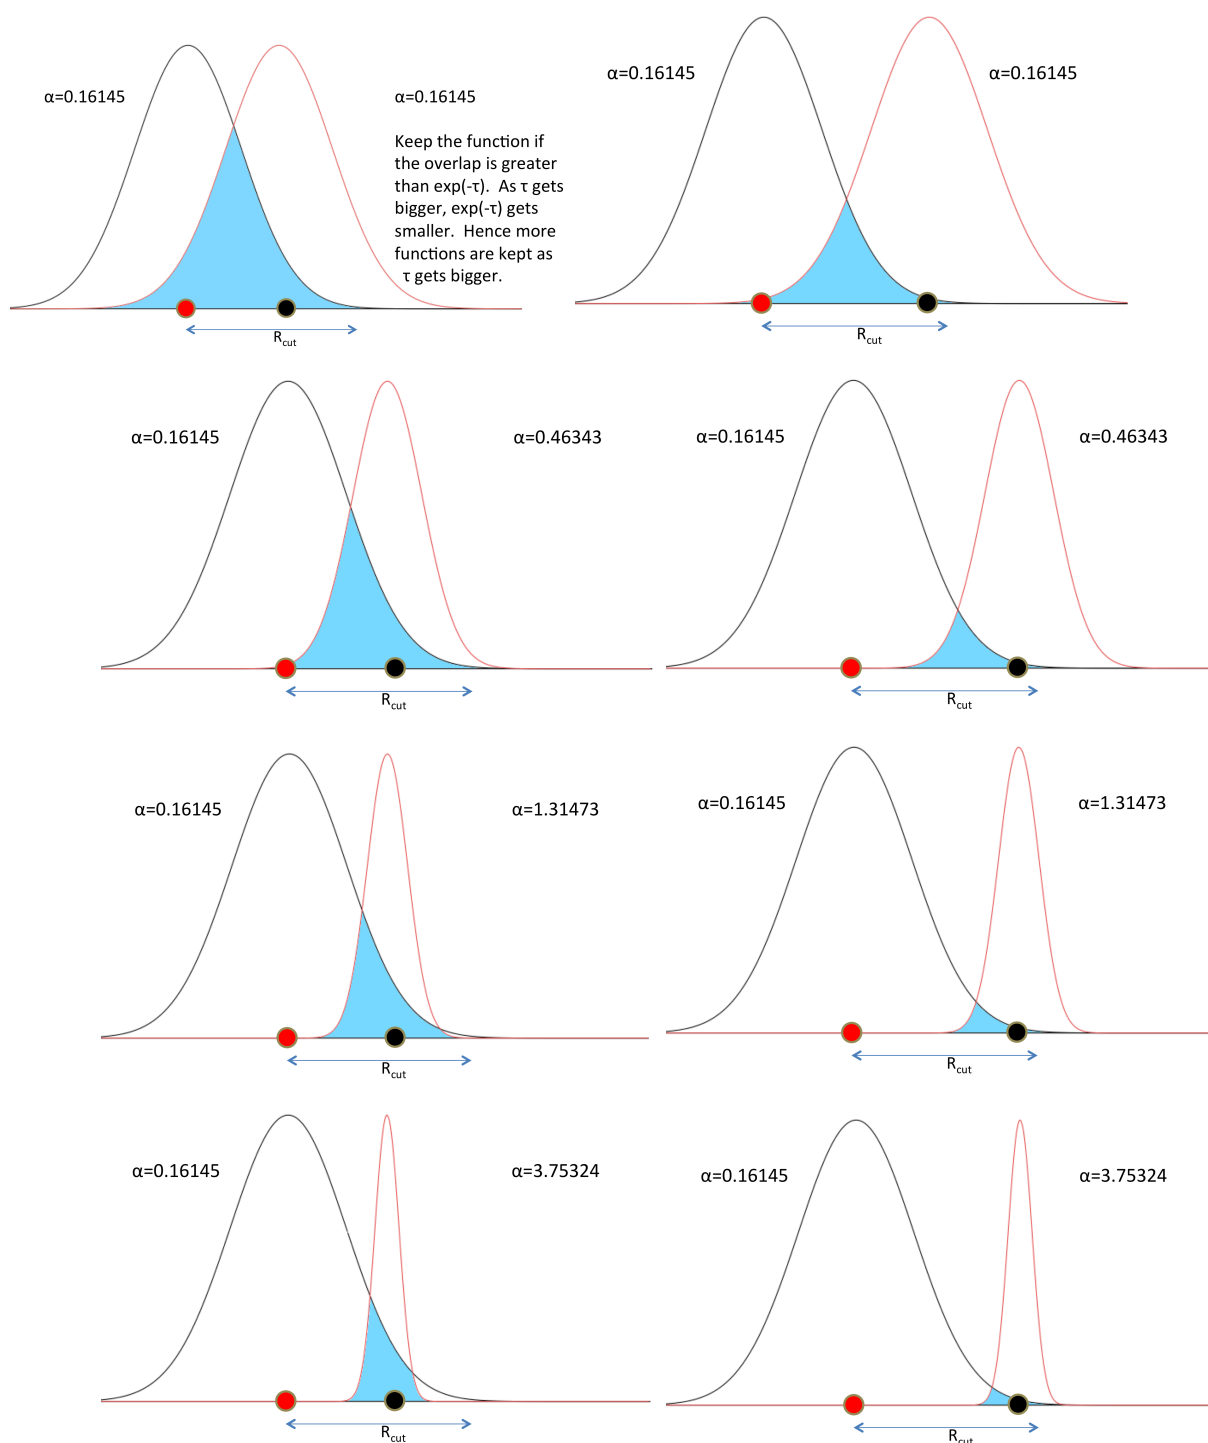 α=0.16145
α=0.16145
Keep the function if
the overlap is greater
than exp(-τ).  As τ gets
bigger, exp(-τ) gets
smaller.  Hence more
functions are kept as
τ gets bigger.
Rcut
α=0.16145
α=0.16145
Rcut
α=0.16145
α=0.46343
Rcut
α=0.16145
α=0.46343
Rcut
α=0.16145
α=1.31473
Rcut
α=0.16145
α=1.31473
Rcut
α=0.16145
α=3.75324
Rcut
α=0.16145
α=3.75324
Rcut